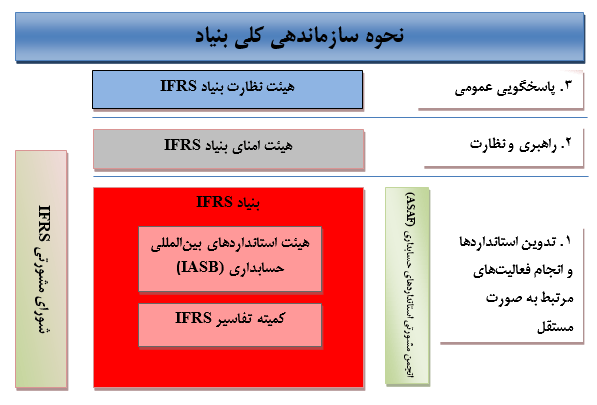 نحوه سازماندهی کلی بنیاد
۳. پاسخگویی عمومی
هیئت نظارت بنیاد IFRS
۲. راهبری و نظارت
هیئت امنای بنیاد IFRS
۱. تدوین استانداردها
و انجام فعالیت‌های
مرتبط به صورت
مستقل
انجمن مشورتی استانداردهای حسابداری (ASAF)
بنیاد IFRS
هیئت استانداردهای بین‌المللی
حسابداری (IASB)
کمیته تفاسیر IFRS
شورای مشورتی IFRS